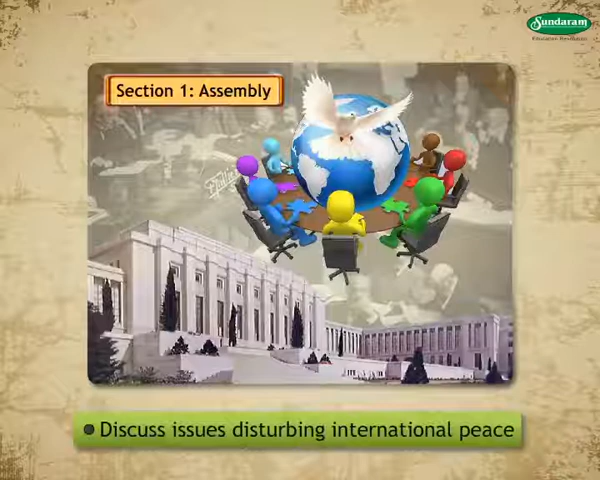 Sundaram
Section 1: Assembly
Discuss issues disturbing international peace